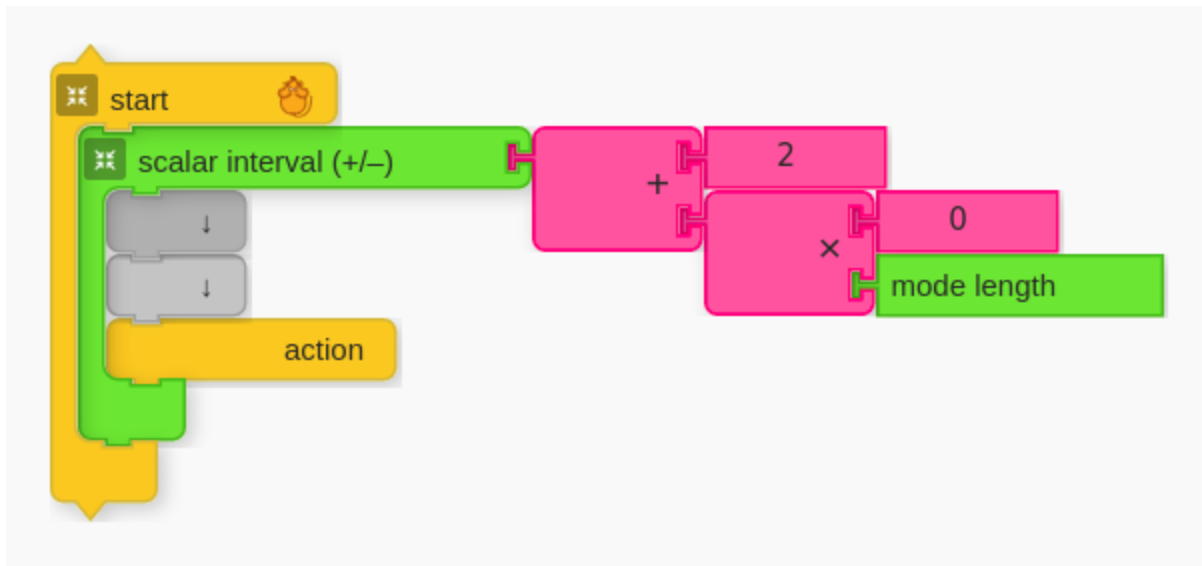 start
scalar interval (+/–)
+
2
×
0
↓
↓
mode length
action